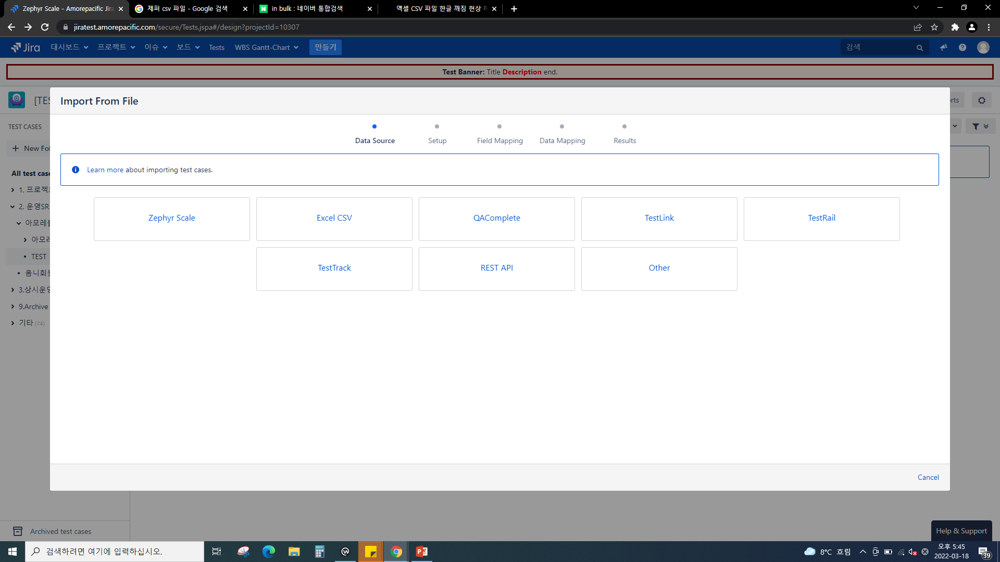 Zephyr Scale - Amorepacific Jira
제퍼 csv 파일 - Google 검색
in bulk : 네이버 통합검색
엑셀 CSV 파일 한글 깨짐 현상
jiratest.amorepacific.com/secure/Tests.jspa#/design?projectId=10307
Jira 대시보드 프로젝트 이슈 보드 Tests WBS Gantt-Chart 만들기 검색
Test Banner: Title Description end.
[TES
rts
Import From File
TEST CASES
Data Source Setup Field Mapping Data Mapping Results
New Fol
Learn more about importing test cases.
All test case
1. 프로젝트
2. 운영SR
아모레몰
아모레
TEST
옴니회원
3.상시운영
9.Archive
기타 (74)
Zephyr Scale Excel CSV QAComplete TestLink TestRail
TestTrack REST API Other
Cancel
Archived test cases
Help & Support
검색하려면 여기에 입력하십시오.
8°C 흐림
오후 5:45
2022-03-18
39